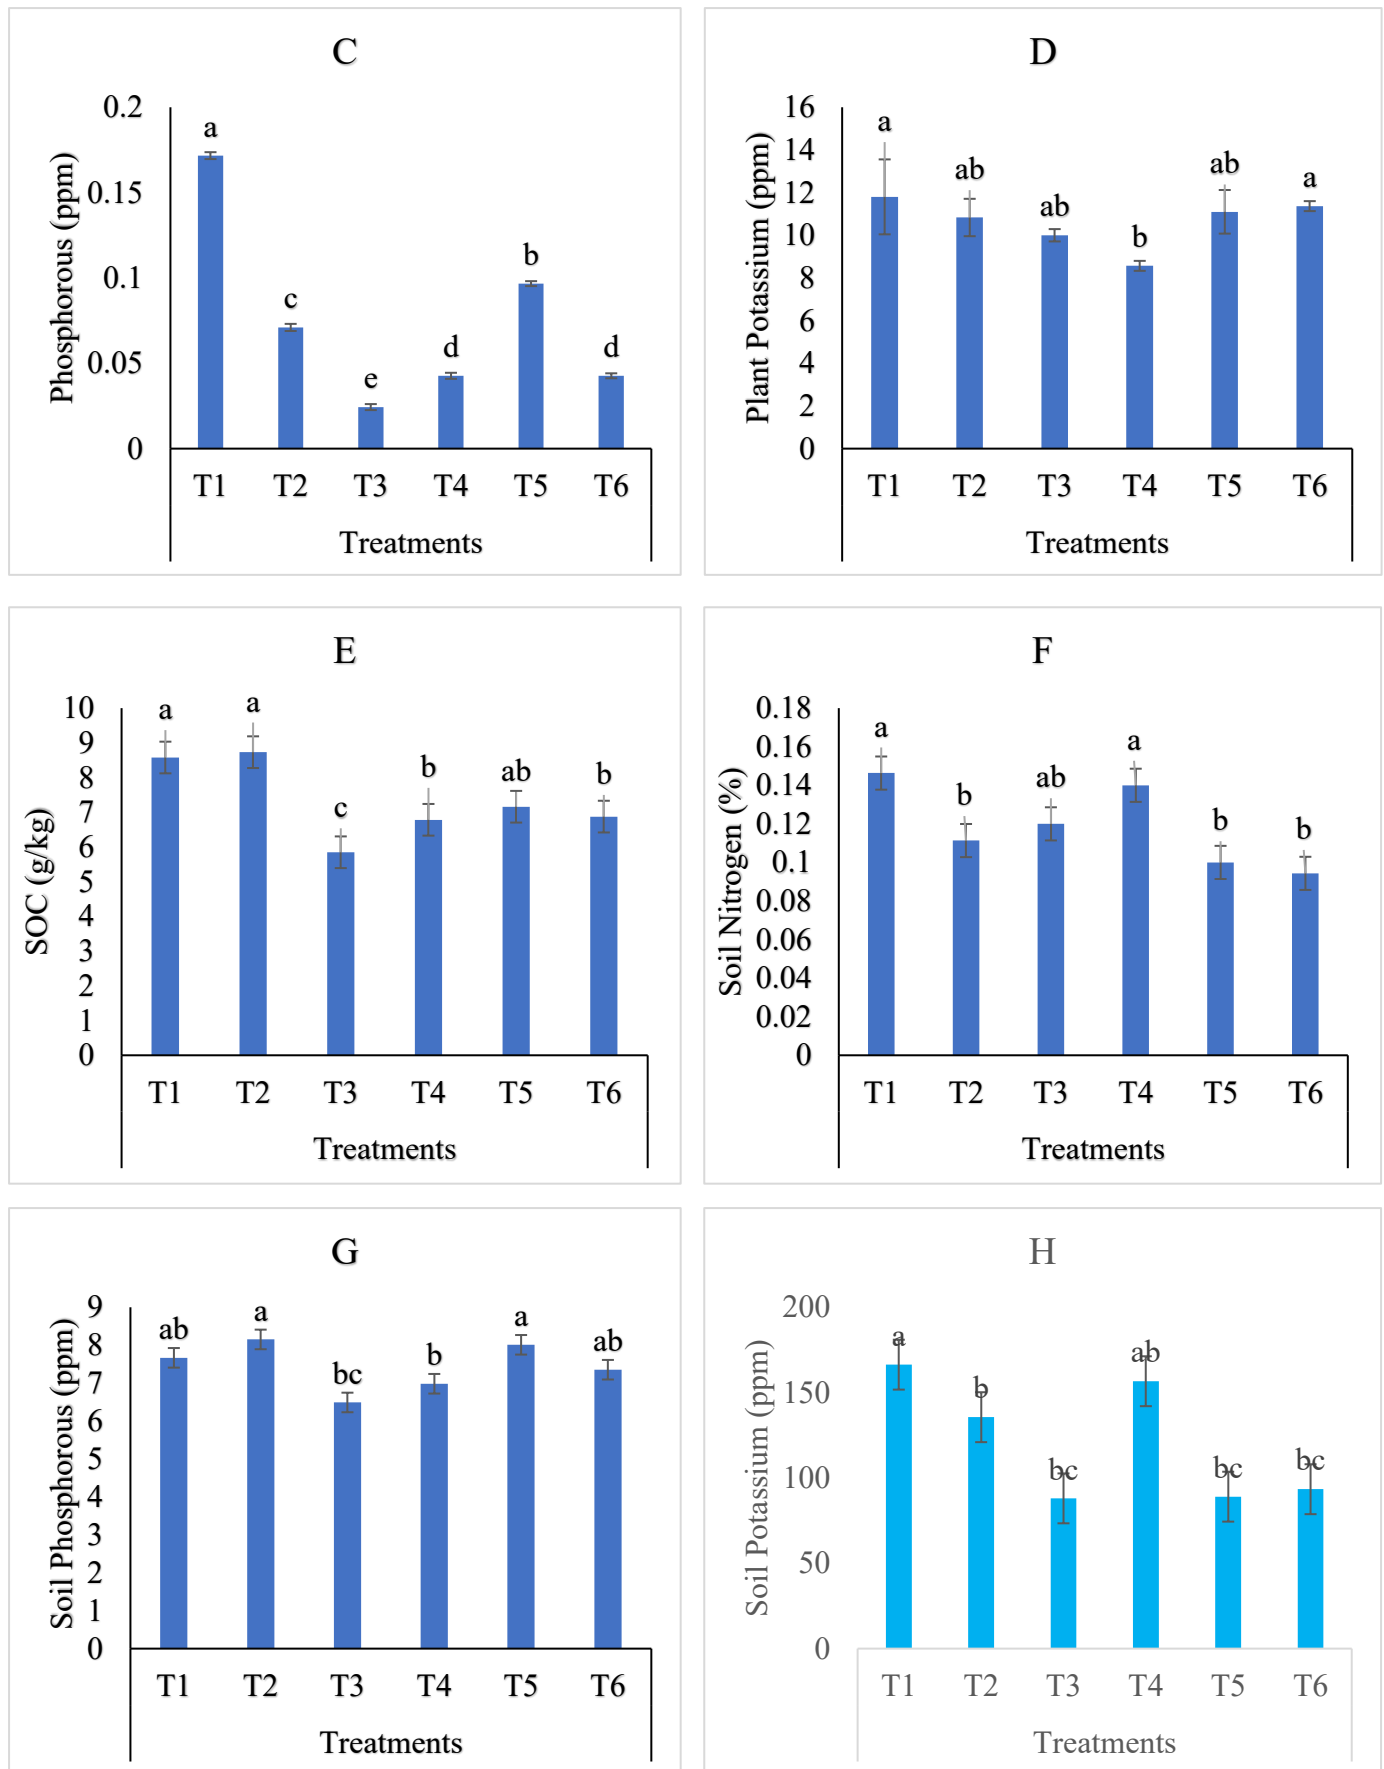 C
Phosphorous (ppm)
0.2
0.15
0.1
0.05
0
a
c
e
d
b
d
T1 T2 T3 T4 T5 T6
Treatments
D
Plant Potassium (ppm)
16
14
12
10
8
6
4
2
0
a
ab
ab
b
ab
a
T1 T2 T3 T4 T5 T6
Treatments
E
SOC (g/kg)
10
9
8
7
6
5
4
3
2
1
0
a
a
c
b
ab
b
T1 T2 T3 T4 T5 T6
Treatments
F
Soil Nitrogen (%)
0.18
0.16
0.14
0.12
0.1
0.08
0.06
0.04
0.02
0
a
b
ab
a
b
b
T1 T2 T3 T4 T5 T6
Treatments
G
Soil Phosphorous (ppm)
9
8
7
6
5
4
3
2
1
0
ab
a
bc
b
a
ab
T1 T2 T3 T4 T5 T6
Treatments
H
Soil Potassium (ppm)
200
150
100
50
0
a
b
bc
ab
bc
bc
T1 T2 T3 T4 T5 T6
Treatments